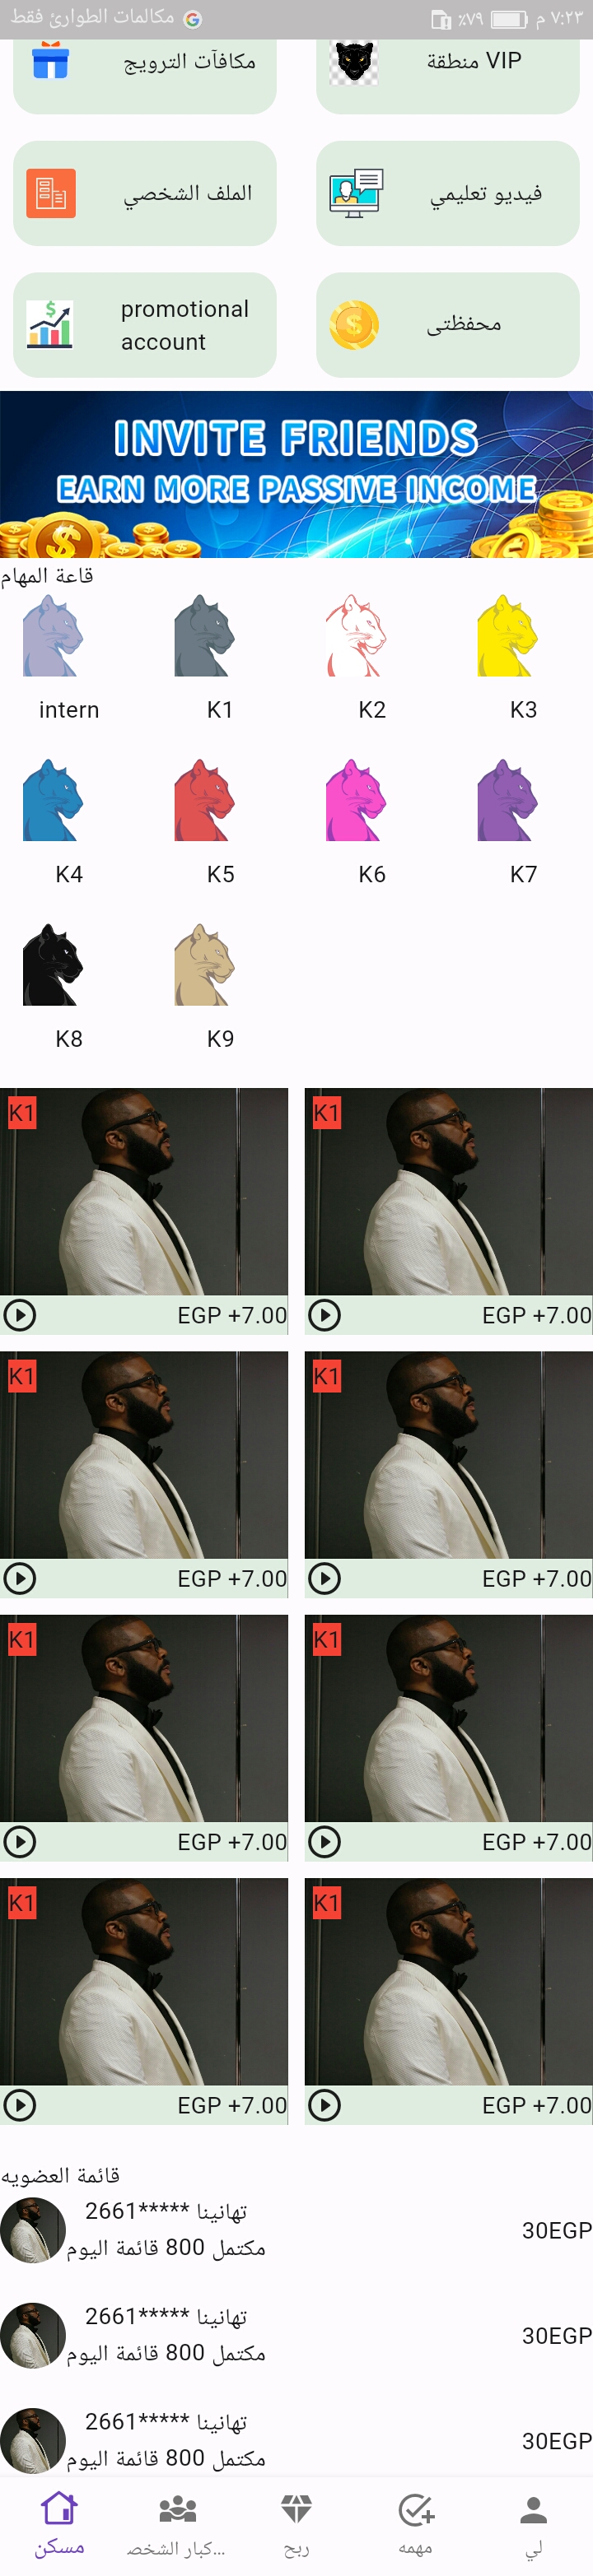 مكالمات الطوارئ فقط
٪٧٩
٧:٢٣ م
مكافآت الترويج
منطقة VIP
الملف الشخصي
فيديو تعليمي
promotional
account
محفظتى
INVITE FRIENDS
EARN MORE PASSIVE INCOME
قاعة المهام
intern
K1
K2
K3
K4
K5
K6
K7
K8
K9
K1
K1
EGP +7.00
EGP +7.00
K1
K1
EGP +7.00
EGP +7.00
K1
K1
EGP +7.00
EGP +7.00
K1
K1
EGP +7.00
EGP +7.00
قائمة العضويه
تهانينا *****2661
مكتمل 800 قائمة اليوم
30EGP
تهانينا *****2661
مكتمل 800 قائمة اليوم
30EGP
تهانينا *****2661
مكتمل 800 قائمة اليوم
30EGP
مسكن
كبار الشخص...
ربح
مهمه
لي